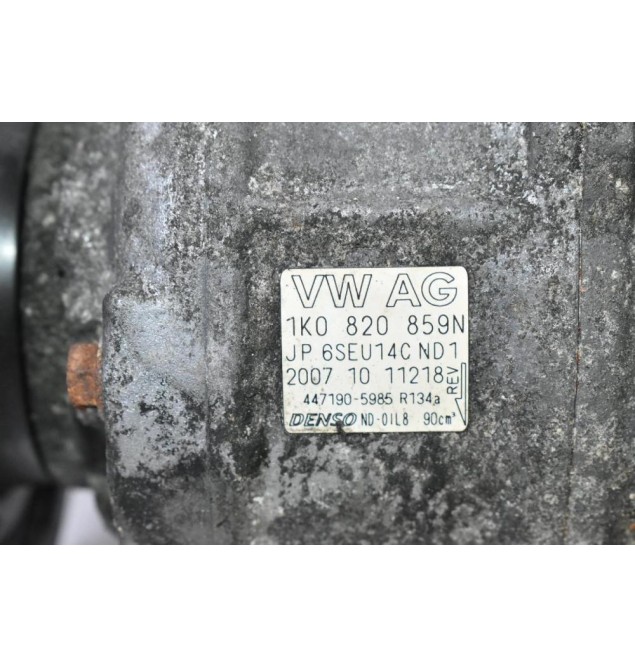 VW AG
1K0 820 859N
JP 6SEU14C ND1
2007 10 11218
REV
447190-5985 R134a
DENSO ND-OIL8 90cm³